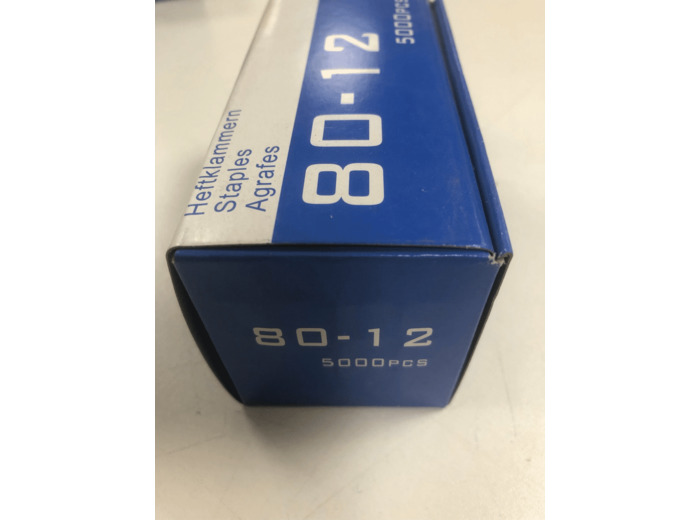 Heftklammern
Staples
Agrafes
80-12
5000PCS
80-12
5000PCS